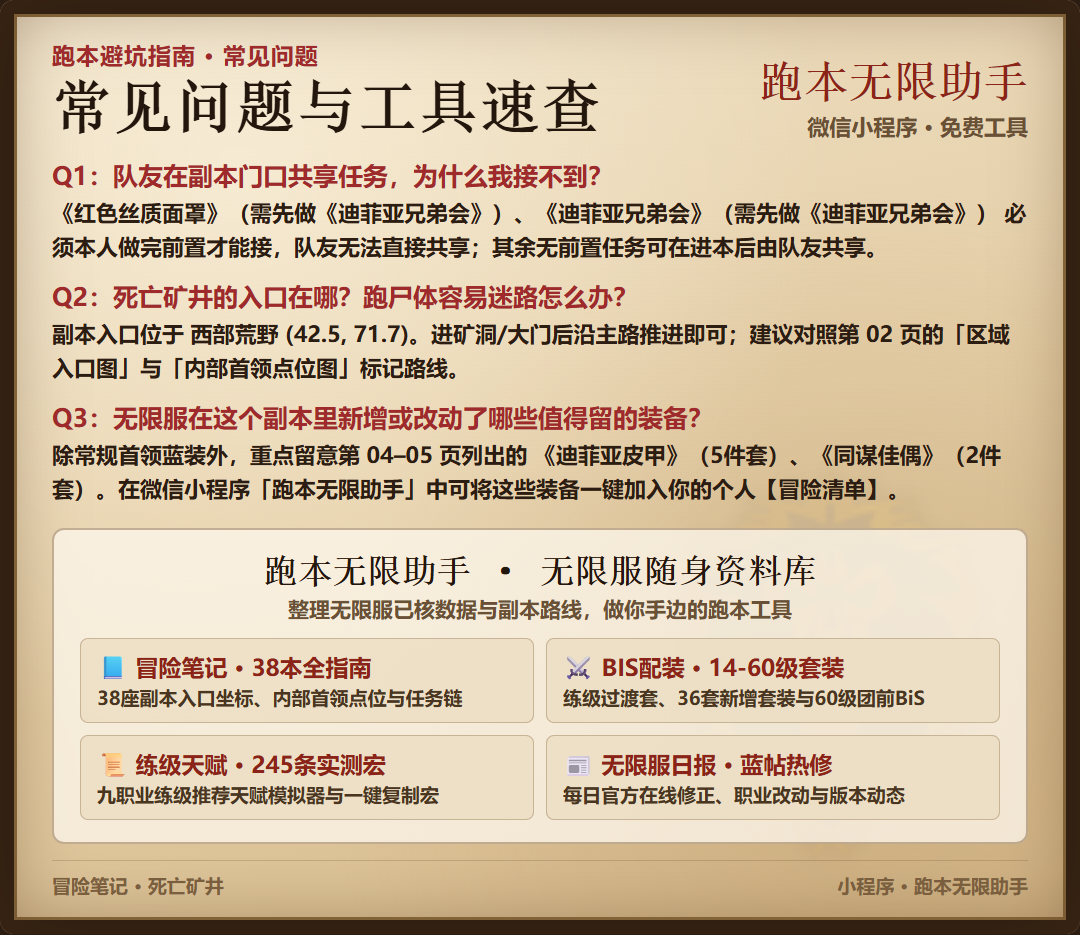 跑本避坑指南 • 常见问题
常见问题与工具速查
跑本无限助手
微信小程序 • 免费工具
Q1：队友在副本门口共享任务，为什么我接不到？
《红色丝质面罩》（需先做《迪菲亚兄弟会》）、《迪菲亚兄弟会》（需先做《迪菲亚兄弟会》） 必
须本人做完前置才能接，队友无法直接共享；其余无前置任务可在进本后由队友共享。
Q2：死亡矿井的入口在哪？跑尸体容易迷路怎么办？
副本入口位于 西部荒野 (42.5, 71.7)。进矿洞/大门后沿主路推进即可；建议对照第 02 页的「区域
入口图」与「内部首领点位图」标记路线。
Q3：无限服在这个副本里新增或改动了哪些值得留的装备？
除常规首领蓝装外，重点留意第 04–05 页列出的 《迪菲亚皮甲》（5件套）、《同谋佳偶》（2件
套）。在微信小程序「跑本无限助手」中可将这些装备一键加入你的个人【冒险清单】。
跑本无限助手 • 无限服随身资料库
整理无限服已核数据与副本路线，做你手边的跑本工具
冒险笔记 • 38本全指南
38座副本入口坐标、内部首领点位与任务链
BIS配装 • 14-60级套装
练级过渡套、36套新增套装与60级团前BiS
练级天赋 • 245条实测宏
九职业练级推荐天赋模拟器与一键复制宏
无限服日报 • 蓝帖热修
每日官方在线修正、职业改动与版本动态
冒险笔记 • 死亡矿井
小程序 • 跑本无限助手